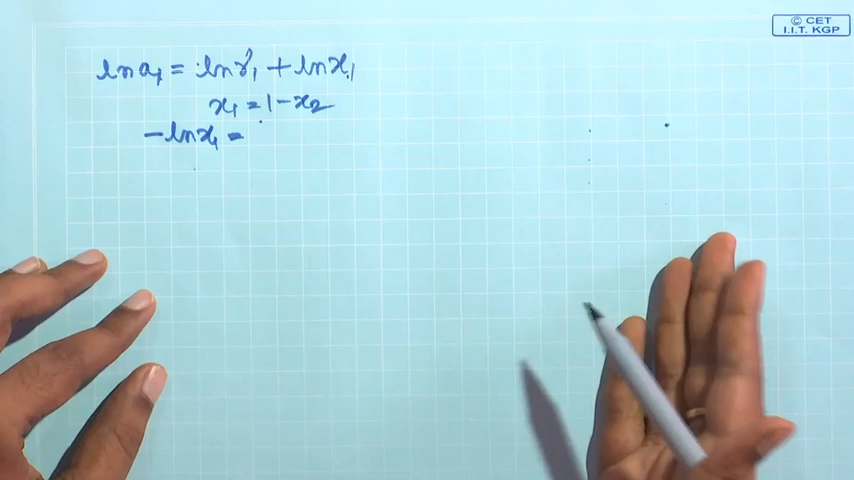 © CET
I.I.T. KGP
ln a₁ = ln γ₁ + ln x₁
x₁ = 1 - x₂
- ln x₁ =